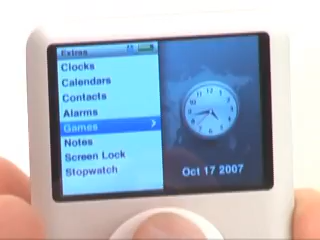 Extras
Clocks
Calendars
Contacts
Alarms
Games
Notes
Screen Lock
Stopwatch
Oct 17 2007